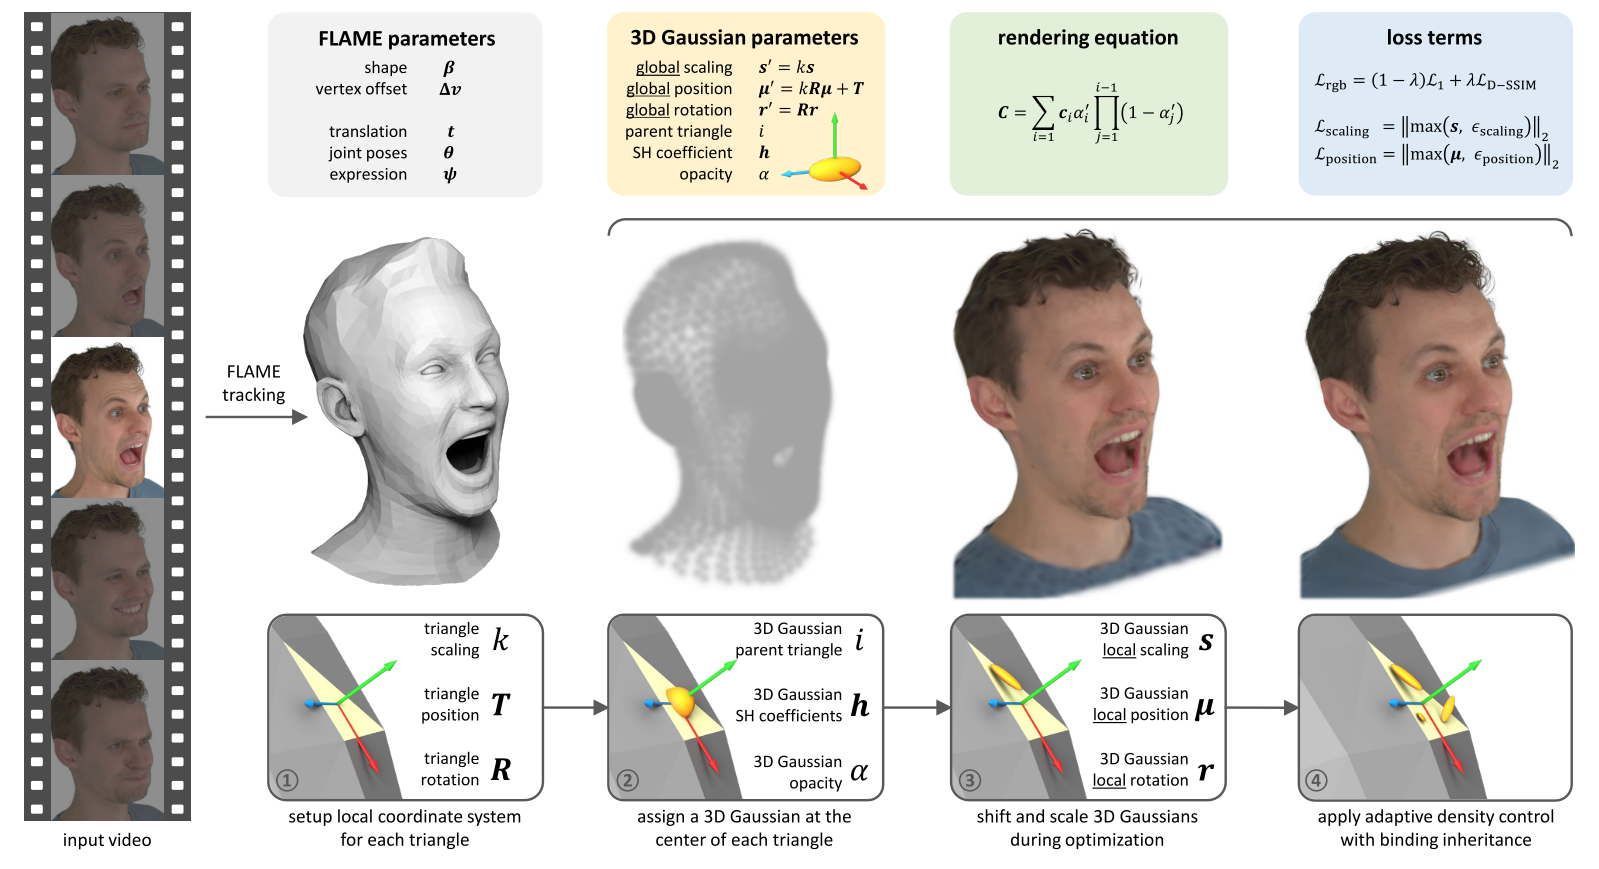 FLAME parameters
shape β
vertex offset Δv
translation t
joint poses θ
expression ψ
3D Gaussian parameters
global scaling s′ = ks
global position μ′ = kRμ + T
global rotation r′ = Rr
parent triangle i
SH coefficient h
opacity α
rendering equation
C = ∑_{i=1} c_i α′_i ∏_{j=1}^{i−1} (1 − α′_j)
loss terms
ℒ_rgb = (1 − λ)ℒ_1 + λℒ_D−SSIM
ℒ_scaling = ‖max(s, ϵ_scaling)‖_2
ℒ_position = ‖max(μ, ϵ_position)‖_2
FLAME
tracking
triangle
scaling k
triangle
position T
triangle
rotation R
①
3D Gaussian
parent triangle i
3D Gaussian
SH coefficients h
3D Gaussian
opacity α
②
3D Gaussian
local scaling s
3D Gaussian
local position μ
3D Gaussian
local rotation r
③
④
input video
setup local coordinate system
for each triangle
assign a 3D Gaussian at the
center of each triangle
shift and scale 3D Gaussians
during optimization
apply adaptive density control
with binding inheritance